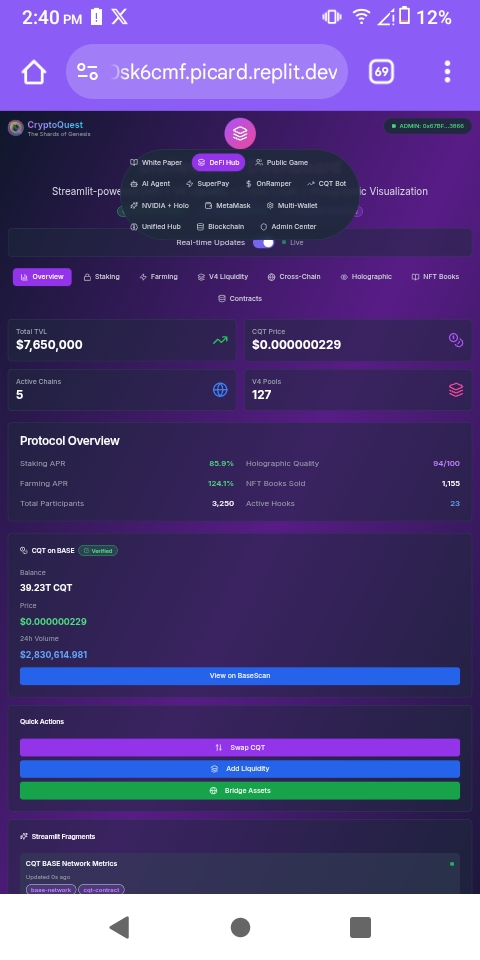 2:40 PM
12%
0sk6cmf.picard.replit.dev
69
CryptoQuest
The Shards of Genesis
ADMIN: 0x67BF...3866
White Paper
DeFi Hub
Public Game
AI Agent
SuperPay
OnRamper
CQT Bot
Streamlit-powe
ic Visualization
NVIDIA + Holo
MetaMask
Multi-Wallet
Unified Hub
Blockchain
Admin Center
Real-time Updates
Live
Overview
Staking
Farming
V4 Liquidity
Cross-Chain
Holographic
NFT Books
Contracts
Total TVL
$7,650,000
CQT Price
$0.000000229
Active Chains
5
V4 Pools
127
Protocol Overview
Staking APR 85.9%
Holographic Quality 94/100
Farming APR 124.1%
NFT Books Sold 1,155
Total Participants 3,250
Active Hooks 23
CQT on BASE
Verified
Balance
39.23T CQT
Price
$0.000000229
24h Volume
$2,830,614.981
View on BaseScan
Quick Actions
Swap CQT
Add Liquidity
Bridge Assets
Streamlit Fragments
CQT BASE Network Metrics
Updated 0s ago
base-network
cqt-contract